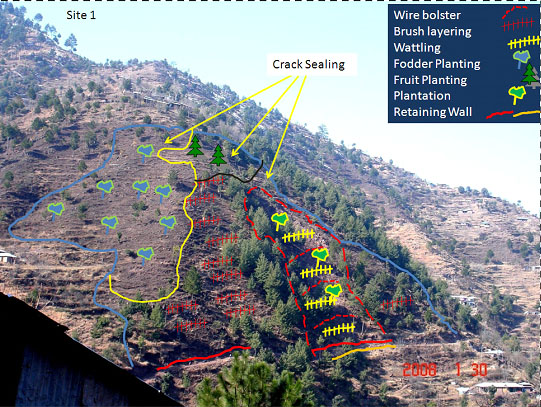 Site 1
Wire bolster
Brush layering
Wattling
Fodder Planting
Fruit Planting
Plantation
Retaining Wall
Crack Sealing
2008 1 30